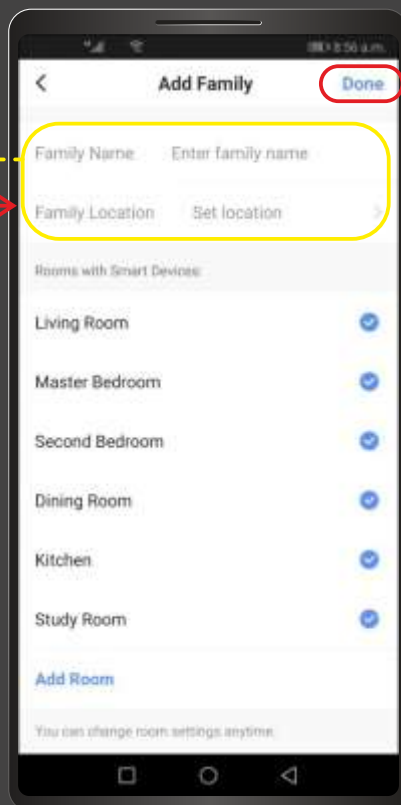 8:56 a.m.
Add Family
Done
Family Name Enter family name
Family Location Set location
Rooms with Smart Devices:
Living Room
Master Bedroom
Second Bedroom
Dining Room
Kitchen
Study Room
Add Room
You can change room settings anytime.